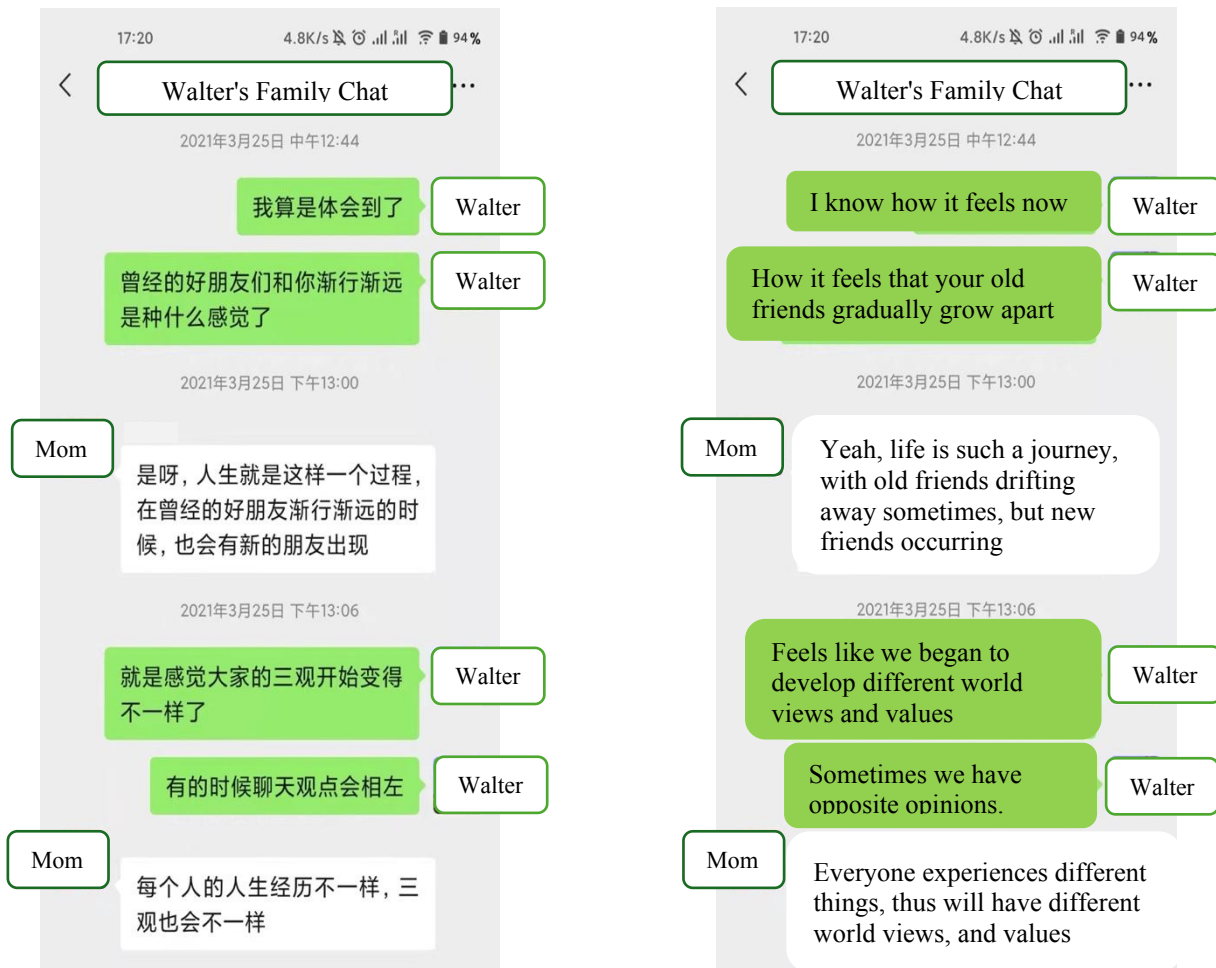 17:20
4.8K/s
94%
Walter's Family Chat
2021年3月25日 中午12:44
我算是体会到了
Walter
曾经的好朋友们和你渐行渐远
是种什么感觉了
Walter
2021年3月25日 下午13:00
Mom
是呀，人生就是这样一个过程，
在曾经的好朋友渐行渐远的时
候，也会有新的朋友出现
2021年3月25日 下午13:06
就是感觉大家的三观开始变得
不一样了
Walter
有的时候聊天观点会相左
Walter
Mom
每个人的人生经历不一样，三
观也会不一样
17:20
4.8K/s
94%
Walter's Family Chat
2021年3月25日 中午12:44
I know how it feels now
Walter
How it feels that your old
friends gradually grow apart
Walter
2021年3月25日 下午13:00
Mom
Yeah, life is such a journey,
with old friends drifting
away sometimes, but new
friends occurring
2021年3月25日 下午13:06
Feels like we began to
develop different world
views and values
Walter
Sometimes we have
opposite opinions.
Walter
Mom
Everyone experiences different
things, thus will have different
world views, and values